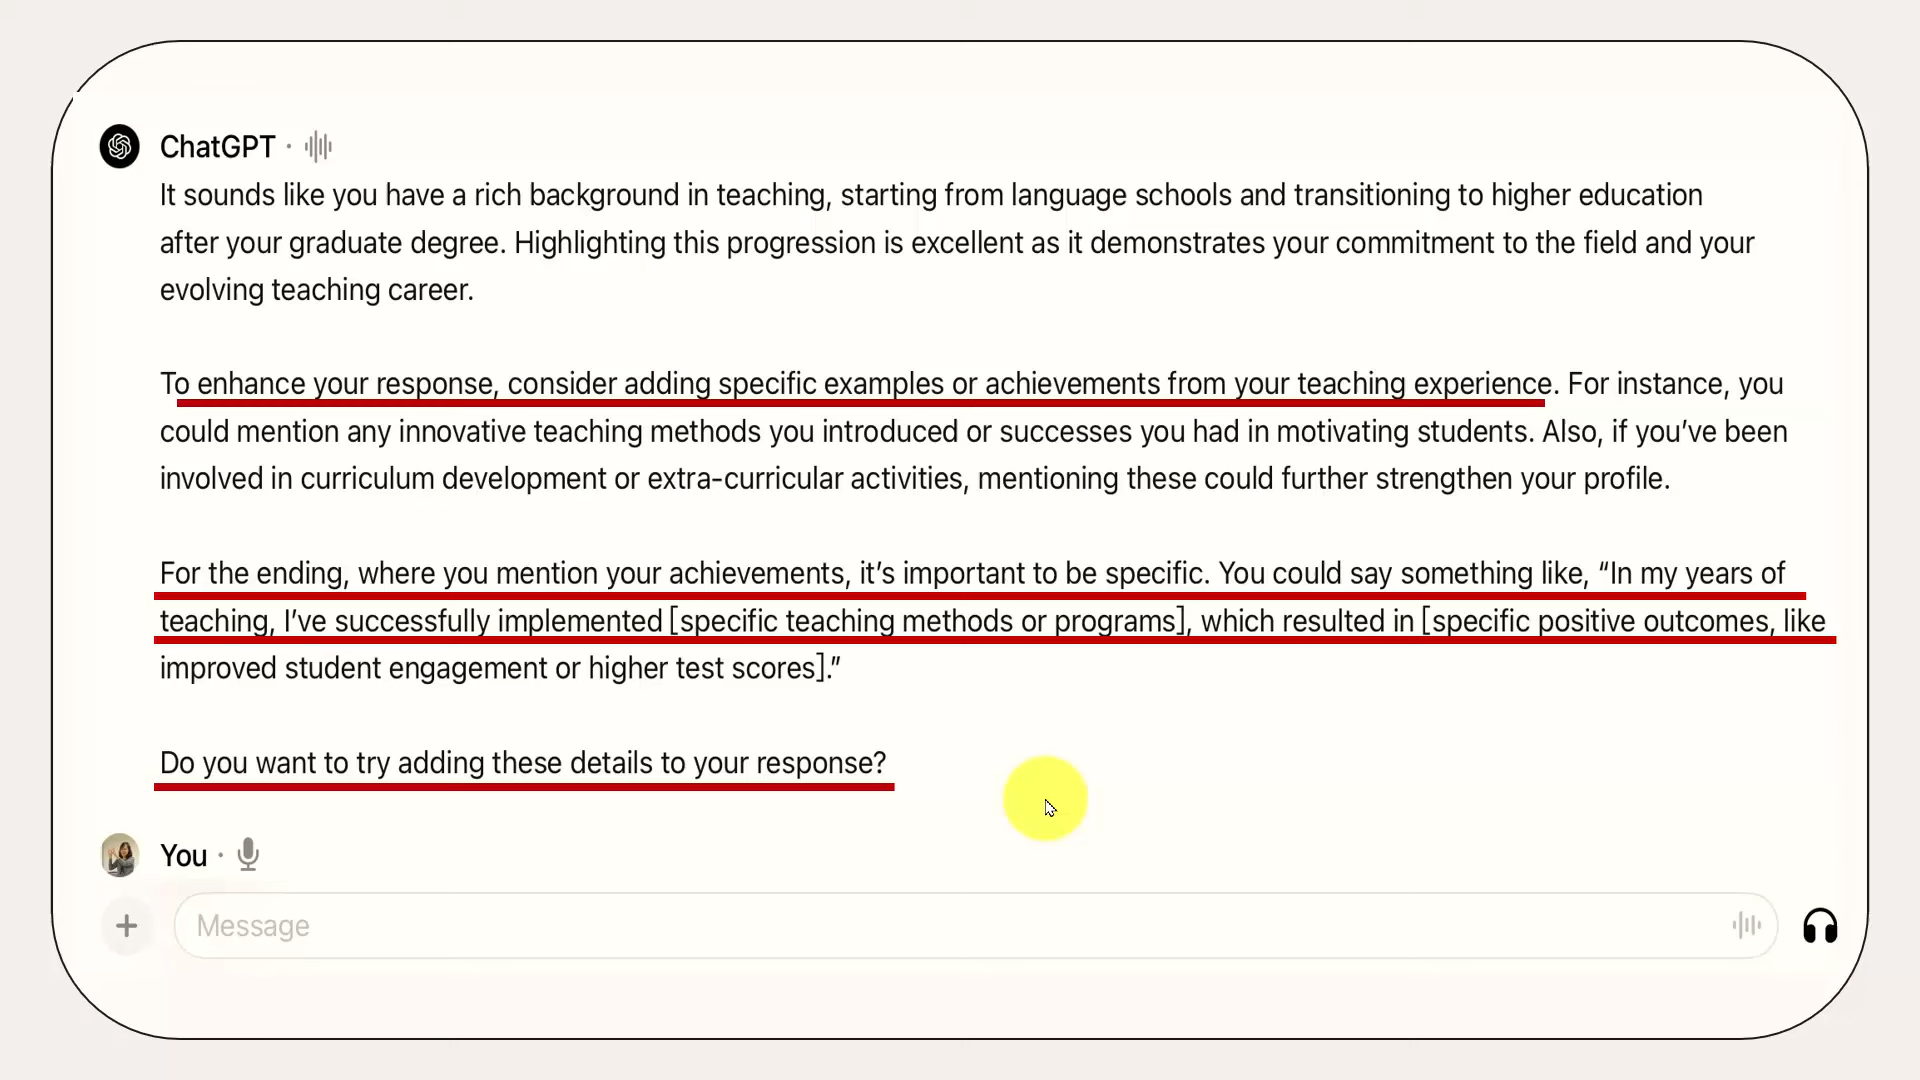 ChatGPT ·
It sounds like you have a rich background in teaching, starting from language schools and transitioning to higher education
after your graduate degree. Highlighting this progression is excellent as it demonstrates your commitment to the field and your
evolving teaching career.
To enhance your response, consider adding specific examples or achievements from your teaching experience. For instance, you
could mention any innovative teaching methods you introduced or successes you had in motivating students. Also, if you’ve been
involved in curriculum development or extra-curricular activities, mentioning these could further strengthen your profile.
For the ending, where you mention your achievements, it’s important to be specific. You could say something like, “In my years of
teaching, I’ve successfully implemented [specific teaching methods or programs], which resulted in [specific positive outcomes, like
improved student engagement or higher test scores].”
Do you want to try adding these details to your response?
You ·
Message